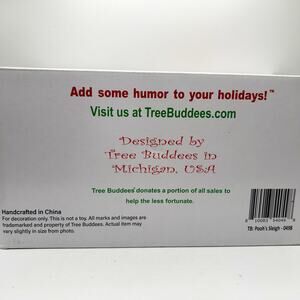 Add some humor to your holidays!™
Visit us at TreeBuddees.com
Designed by
Tree Buddees in
Michigan, USA
Tree Buddees® donates a portion of all sales to
help the less fortunate.
Handcrafted in China
For decoration only. This is not a toy. All marks and images are
trademarked and property of Tree Buddees. Actual item may
vary slightly in size from photo.
TB: Pooh's Sleigh - 0498